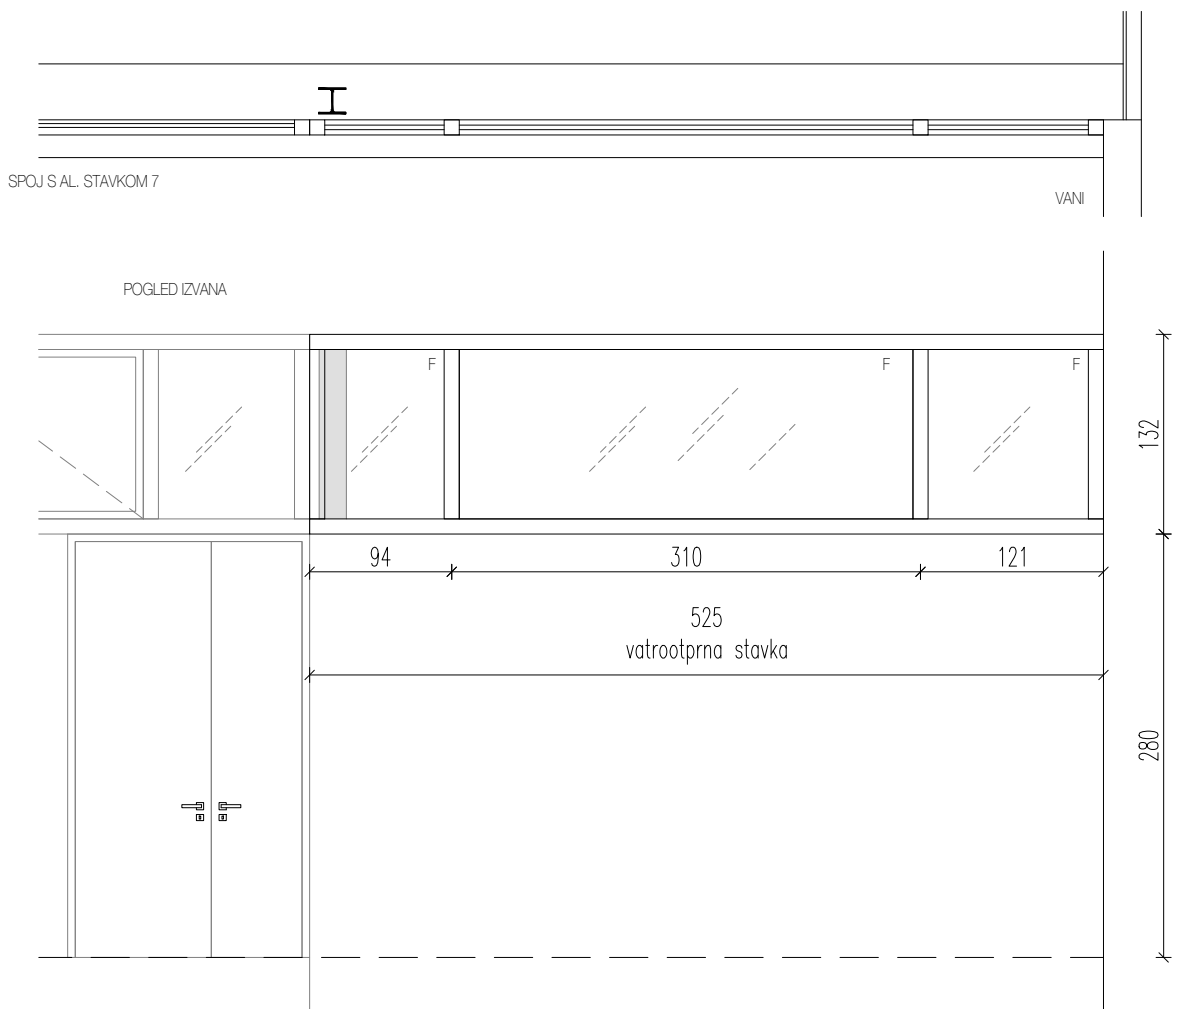 SPOJ S AL. STAVKOM 7
VANI
POGLED IZVANA
F
F
F
132
94
310
121
525
vatrootprna stavka
280